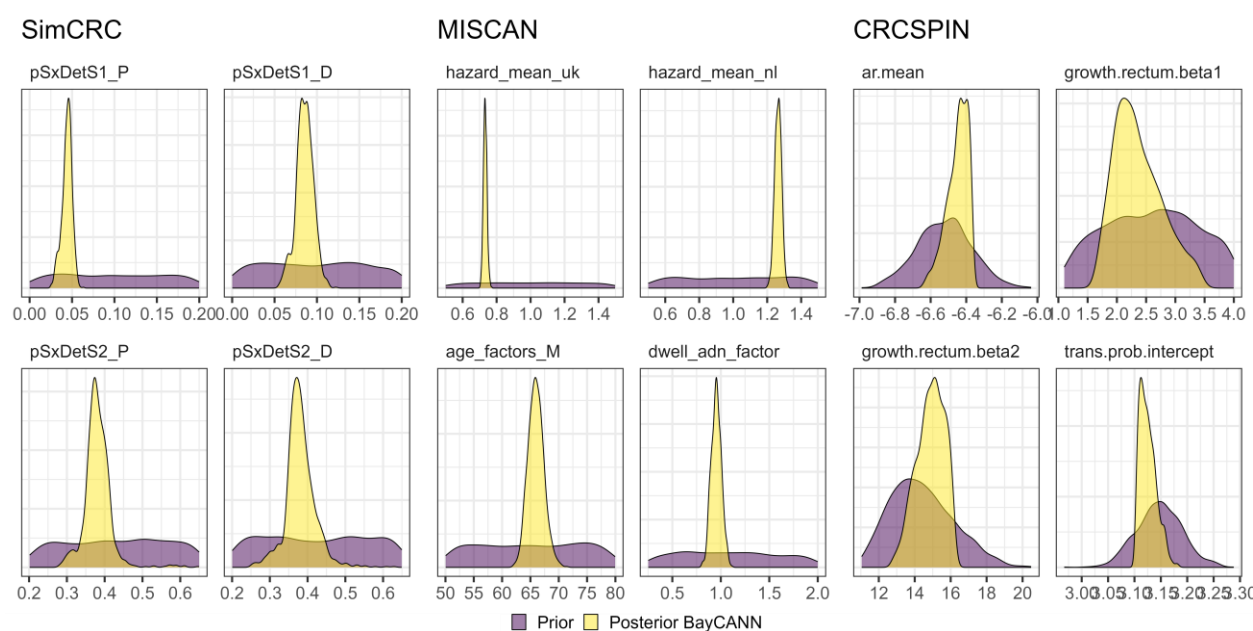 SimCRC MISCAN CRCSPIN
pSxDetS1_P pSxDetS1_D hazard_mean_uk hazard_mean_nl ar.mean growth.rectum.beta1
0.00 0.05 0.10 0.15 0.20 0.00 0.05 0.10 0.15 0.20 0.6 0.8 1.0 1.2 1.4 0.6 0.8 1.0 1.2 1.4 -7.0 -6.8 -6.6 -6.4 -6.2 -6.0 1.0 1.5 2.0 2.5 3.0 3.5 4.0
pSxDetS2_P pSxDetS2_D age_factors_M dwell_adn_factor growth.rectum.beta2 trans.prob.intercept
0.2 0.3 0.4 0.5 0.6 0.2 0.3 0.4 0.5 0.6 50 55 60 65 70 75 80 0.5 1.0 1.5 2.0 12 14 16 18 20 3.00 3.05 3.10 3.15 3.20 3.25 3.30
Prior Posterior BayCANN